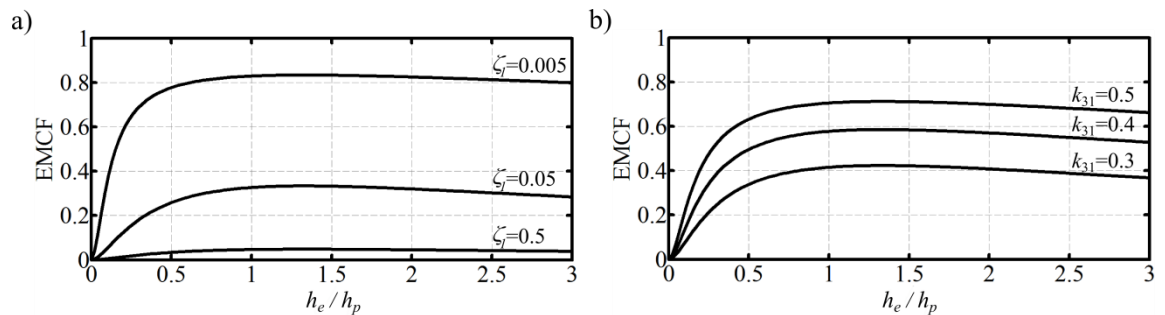 a)
EMCF
1
0.8
0.6
0.4
0.2
0
ζl=0.005
ζl=0.05
ζl=0.5
0 0.5 1 1.5 2 2.5 3
he / hp
b)
EMCF
1
0.8
0.6
0.4
0.2
0
k31=0.5
k31=0.4
k31=0.3
0 0.5 1 1.5 2 2.5 3
he / hp